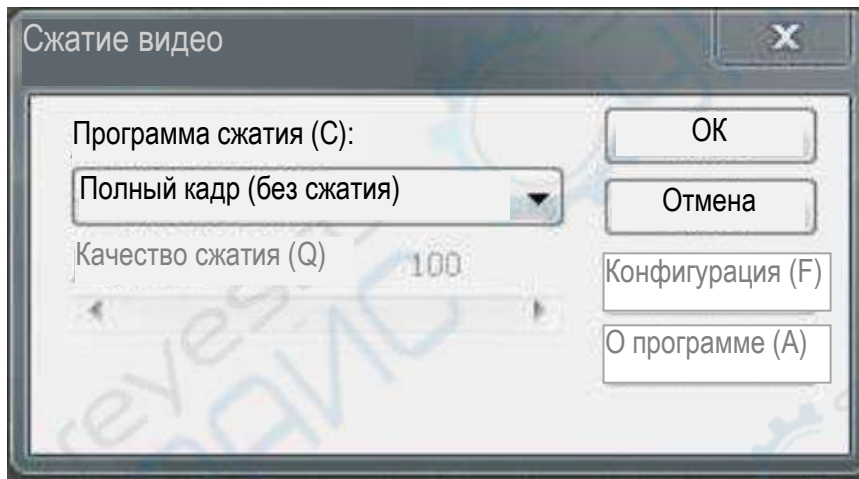 Сжатие видео
Программа сжатия (C):
Полный кадр (без сжатия)
Качество сжатия (Q)
100
ОК
Отмена
Конфигурация (F)
О программе (A)